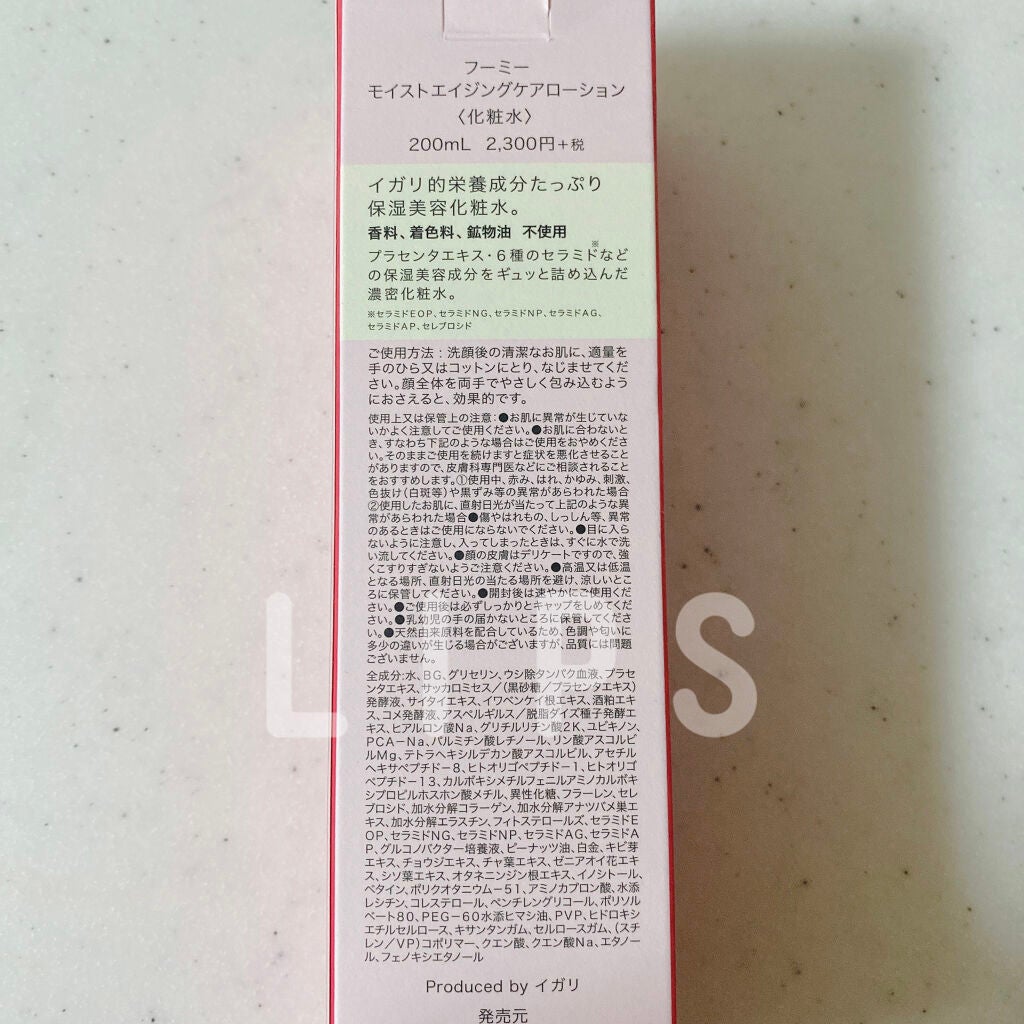 フーミー
モイストエイジングケアローション
〈化粧水〉
200mL 2,300円+税
イガリ的栄養成分たっぷり
保湿美容化粧水。
香料、着色料、鉱物油 不使用
プラセンタエキス・6種のセラミド※など
の保湿美容成分をギュッと詰め込んだ
濃密化粧水。
※セラミドEOP、セラミドNG、セラミドNP、セラミドAG、
セラミドAP、セレブロシド
ご使用方法：洗顔後の清潔なお肌に、適量を
手のひら又はコットンにとり、なじませてくだ
さい。顔全体を両手でやさしく包み込むよう
におさえると、効果的です。
使用上又は保管上の注意：●お肌に異常が生じていな
いかよく注意してご使用ください。●お肌に合わないと
き、すなわち下記のような場合はご使用をおやめくださ
い。そのままご使用を続けますと症状を悪化させること
がありますので、皮膚科専門医などにご相談されること
をおすすめします。①使用中、赤み、はれ、かゆみ、刺激、
色抜け(白斑等)や黒ずみ等の異常があらわれた場合
②使用したお肌に、直射日光が当たって上記のような異
常があらわれた場合●傷やはれもの、しっしん等、異常
のあるときはご使用にならないでください。●目に入ら
ないように注意し、入ってしまったときは、すぐに水で洗
い流してください。●顔の皮膚はデリケートですので、強
くこすりすぎないようご注意ください。●高温又は低温
となる場所、直射日光の当たる場所を避け、涼しいとこ
ろに保管してください。●開封後は速やかにご使用くだ
さい。●ご使用後は必ずしっかりとキャップをしめてくだ
さい。●乳幼児の手の届かないところに保管してくださ
い。●天然由来原料を配合しているため、色調や匂いに
多少の違いが生じる場合がございますが、品質には問題
ございません。
全成分:水、BG、グリセリン、ウシ除タンパク血液、プラセ
ンタエキス、サッカロミセス／(黒砂糖／プラセンタエキス)
発酵液、サイタイエキス、イワベンケイ根エキス、酒粕エキ
ス、コメ発酵液、アスペルギルス／脱脂ダイズ種子発酵エ
キス、ヒアルロン酸Na、グリチルリチン酸2K、ユビキノン、
PCA-Na、パルミチン酸レチノール、リン酸アスコルビ
ルMg、テトラヘキシルデカン酸アスコルビル、アセチル
ヘキサペプチド-8、ヒトオリゴペプチド-1、ヒトオリゴ
ペプチド-13、カルボキシメチルフェニルアミノカルボキ
シプロピルホスホン酸メチル、異性化糖、フラーレン、セレ
ブロシド、加水分解コラーゲン、加水分解アナツバメ巣エ
キス、加水分解エラスチン、フィトステロールズ、セラミドE
OP、セラミドNG、セラミドNP、セラミドAG、セラミドA
P、グルコノバクター培養液、ピーナッツ油、白金、キビ芽
エキス、チョウジエキス、チャ葉エキス、ゼニアオイ花エキ
ス、シソ葉エキス、オタネニンジン根エキス、イノシトール、
ベタイン、ポリクオタニウム-51、アミノカプロン酸、水添
レシチン、コレステロール、ペンチレングリコール、ポリソル
ベート80、PEG-60水添ヒマシ油、PVP、ヒドロキシ
エチルセルロース、キサンタンガム、セルロースガム、(スチ
レン／VP)コポリマー、クエン酸、クエン酸Na、エタノー
ル、フェノキシエタノール
Produced by イガリ
発売元
LIPS